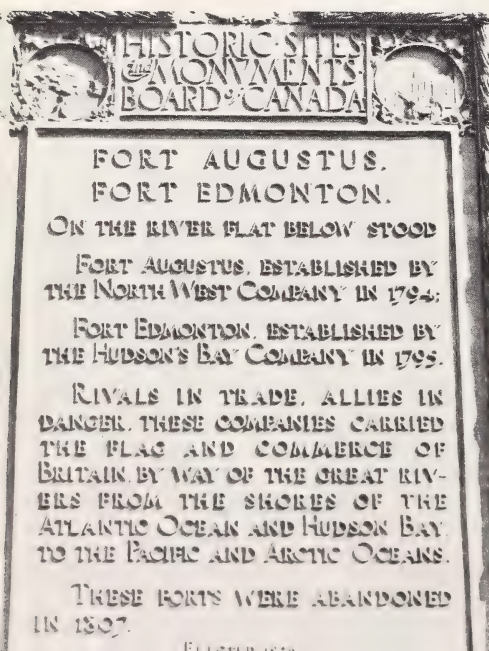 HISTORIC SITES
AND MONVMENTS
BOARD OF CANADA
FORT AUGUSTUS.
FORT EDMONTON.
ON THE RIVER FLAT BELOW STOOD
FORT AUGUSTUS, ESTABLISHED BY
THE NORTH WEST COMPANY IN 1794;
FORT EDMONTON, ESTABLISHED BY
THE HUDSON'S BAY COMPANY IN 1795.
RIVALS IN TRADE, ALLIES IN
DANGER, THESE COMPANIES CARRIED
THE FLAG AND COMMERCE OF
BRITAIN BY WAY OF THE GREAT RIV-
ERS FROM THE SHORES OF THE
ATLANTIC OCEAN AND HUDSON BAY
TO THE PACIFIC AND ARCTIC OCEANS.
THESE FORTS WERE ABANDONED
IN 1807.
ERECTED